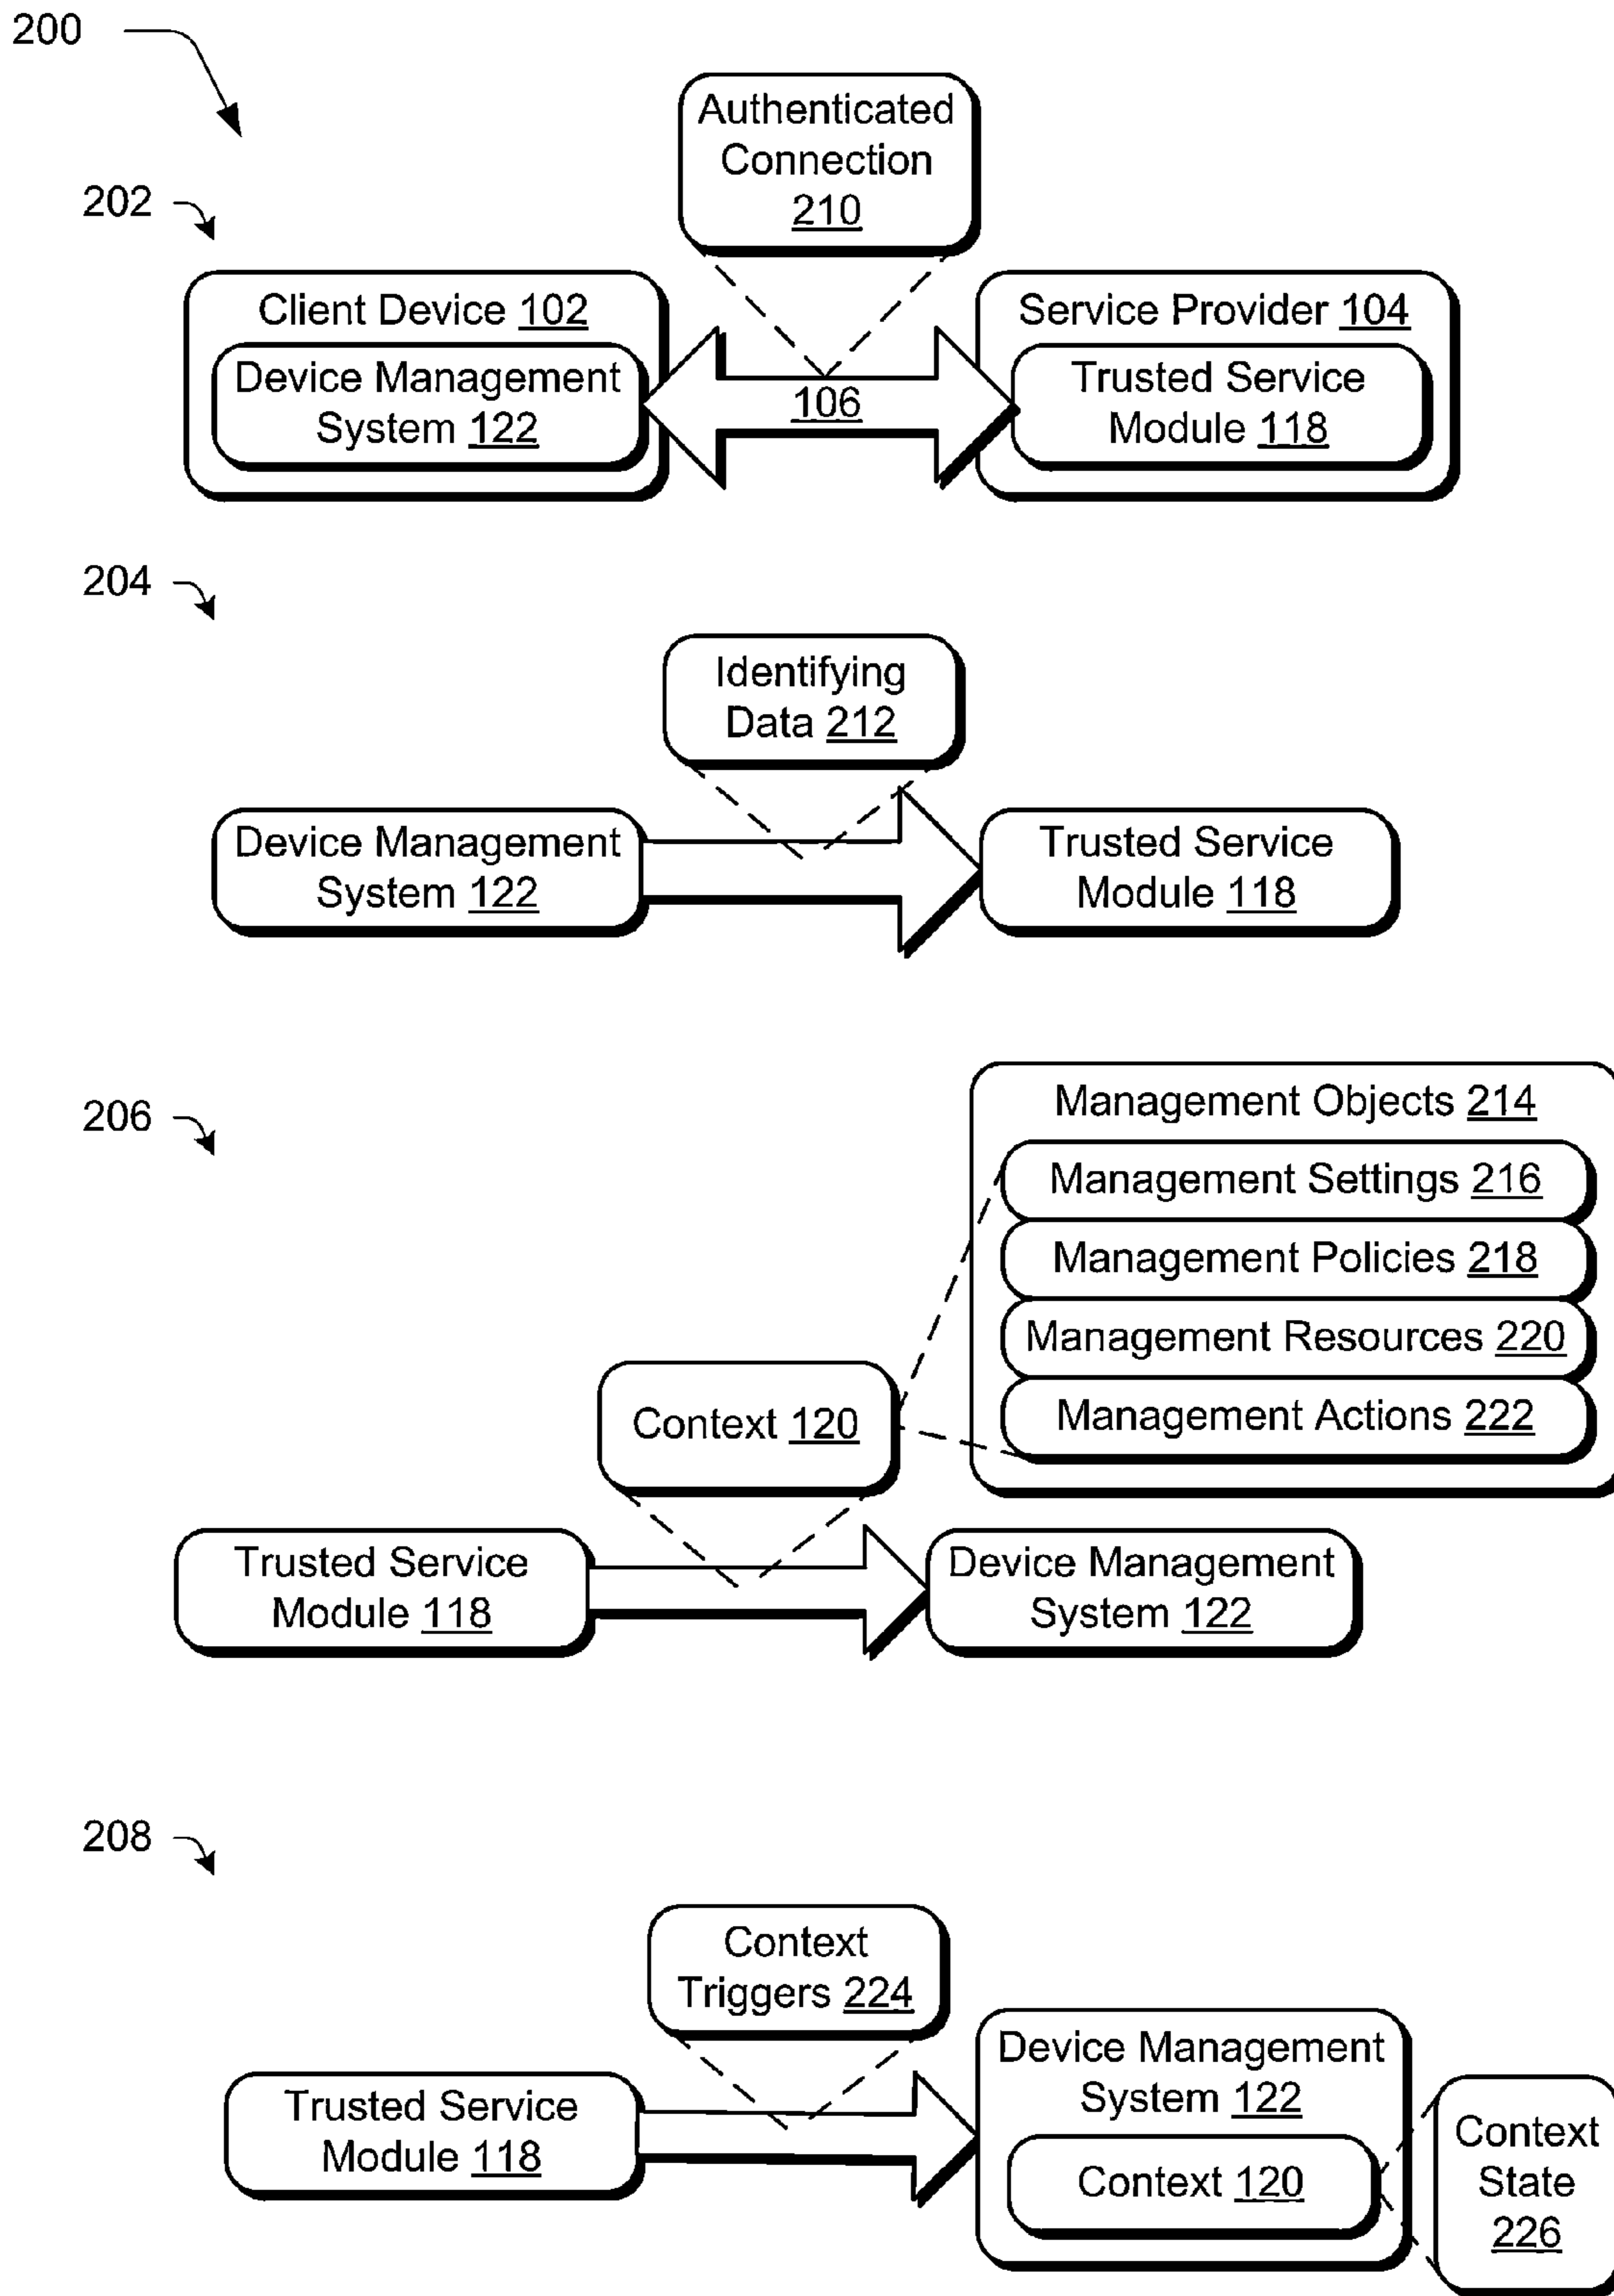 200
Authenticated
Connection
210
202
Client Device 102
Device Management
System 122
106
Service Provider 104
Trusted Service
Module 118
204
Identifying
Data 212
Device Management
System 122
Trusted Service
Module 118
206
Management Objects 214
Management Settings 216
Management Policies 218
Management Resources 220
Management Actions 222
Context 120
Trusted Service
Module 118
Device Management
System 122
208
Context
Triggers 224
Trusted Service
Module 118
Device Management
System 122
Context 120
Context
State
226